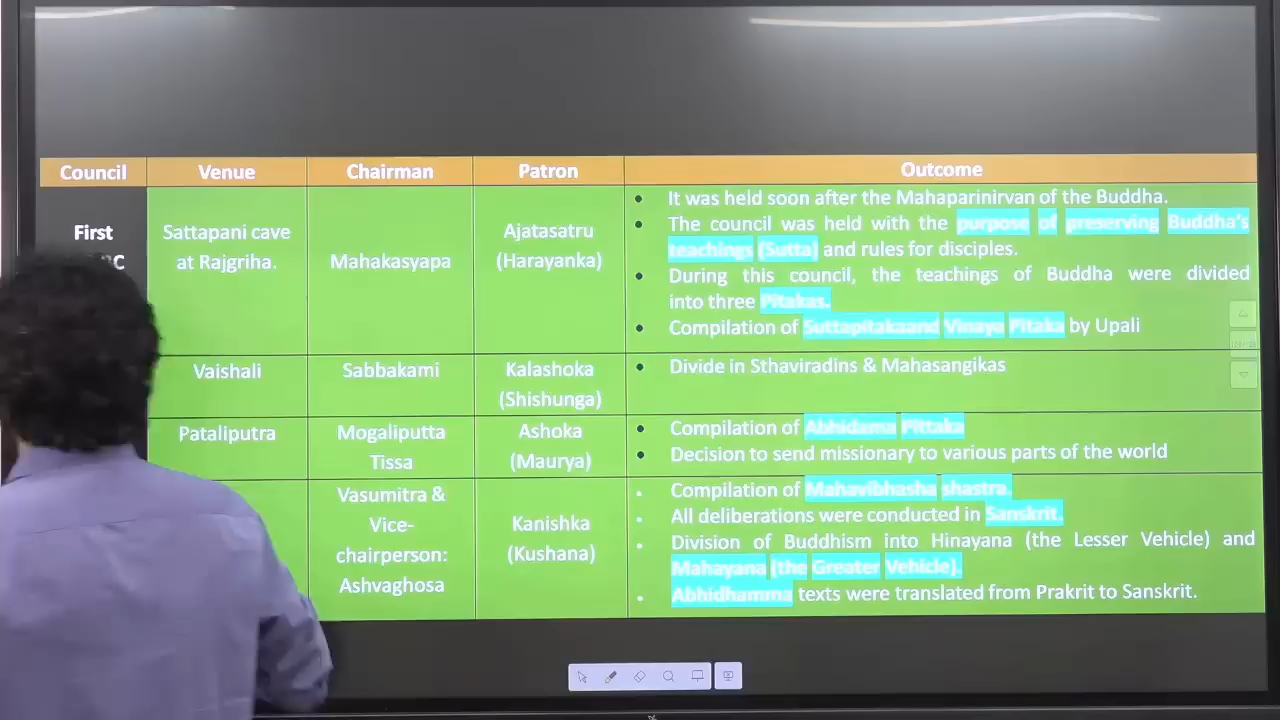 Council Venue Chairman Patron Outcome
First
Sattapani cave
at Rajgriha.
Mahakasyapa
Ajatasatru
(Harayanka)
• It was held soon after the Mahaparinirvan of the Buddha.
• The council was held with the purpose of preserving Buddha's
teachings (Sutta) and rules for disciples.
• During this council, the teachings of Buddha were divided
into three Pitakas.
• Compilation of Suttapitakaand Vinaya Pitaka by Upali
Vaishali
Sabbakami
Kalashoka
(Shishunga)
• Divide in Sthaviradins & Mahasangikas
Pataliputra
Mogaliputta
Tissa
Ashoka
(Maurya)
• Compilation of Abhidama Pittaka
• Decision to send missionary to various parts of the world
Vasumitra &
Vice-
chairperson:
Ashvaghosa
Kanishka
(Kushana)
• Compilation of Mahavibhasha shastra.
• All deliberations were conducted in Sanskrit.
• Division of Buddhism into Hinayana (the Lesser Vehicle) and
Mahayana (the Greater Vehicle).
• Abhidhamma texts were translated from Prakrit to Sanskrit.